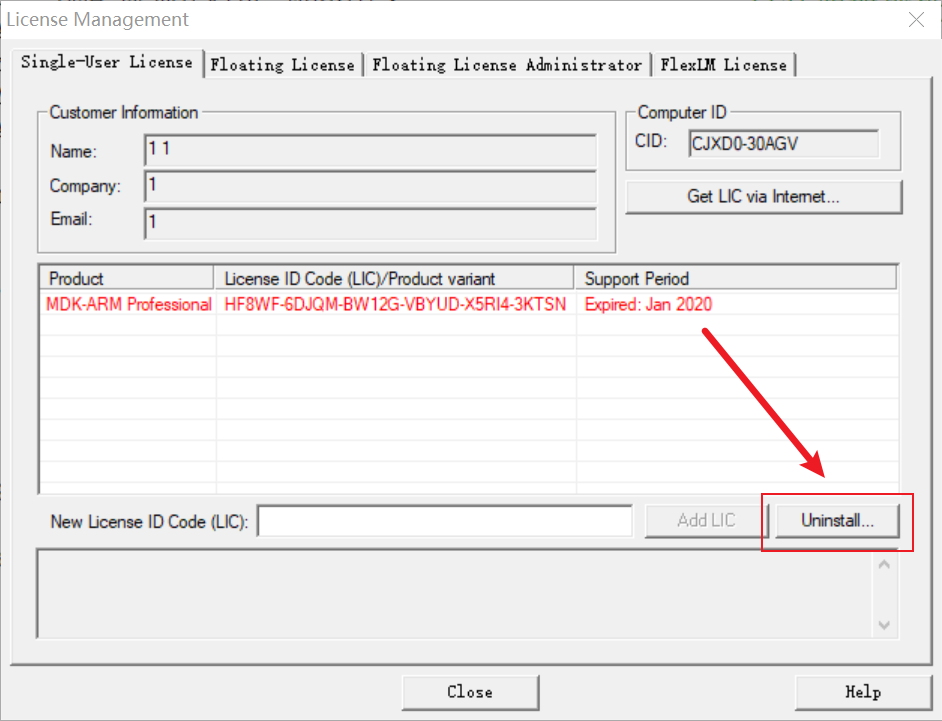 License Management
Single-User License
Floating License
Floating License Administrator
FlexLM License
Customer Information
Name:
1 1
Company:
1
Email:
1
Computer ID
CID:
CJXD0-30AGV
Get LIC via Internet...
Product
License ID Code (LIC)/Product variant
Support Period
MDK-ARM Professional
HF8WF-6DJQM-BW12G-VBYUD-X5RI4-3KTSN
Expired: Jan 2020
New License ID Code (LIC):
Add LIC
Uninstall...
Close
Help